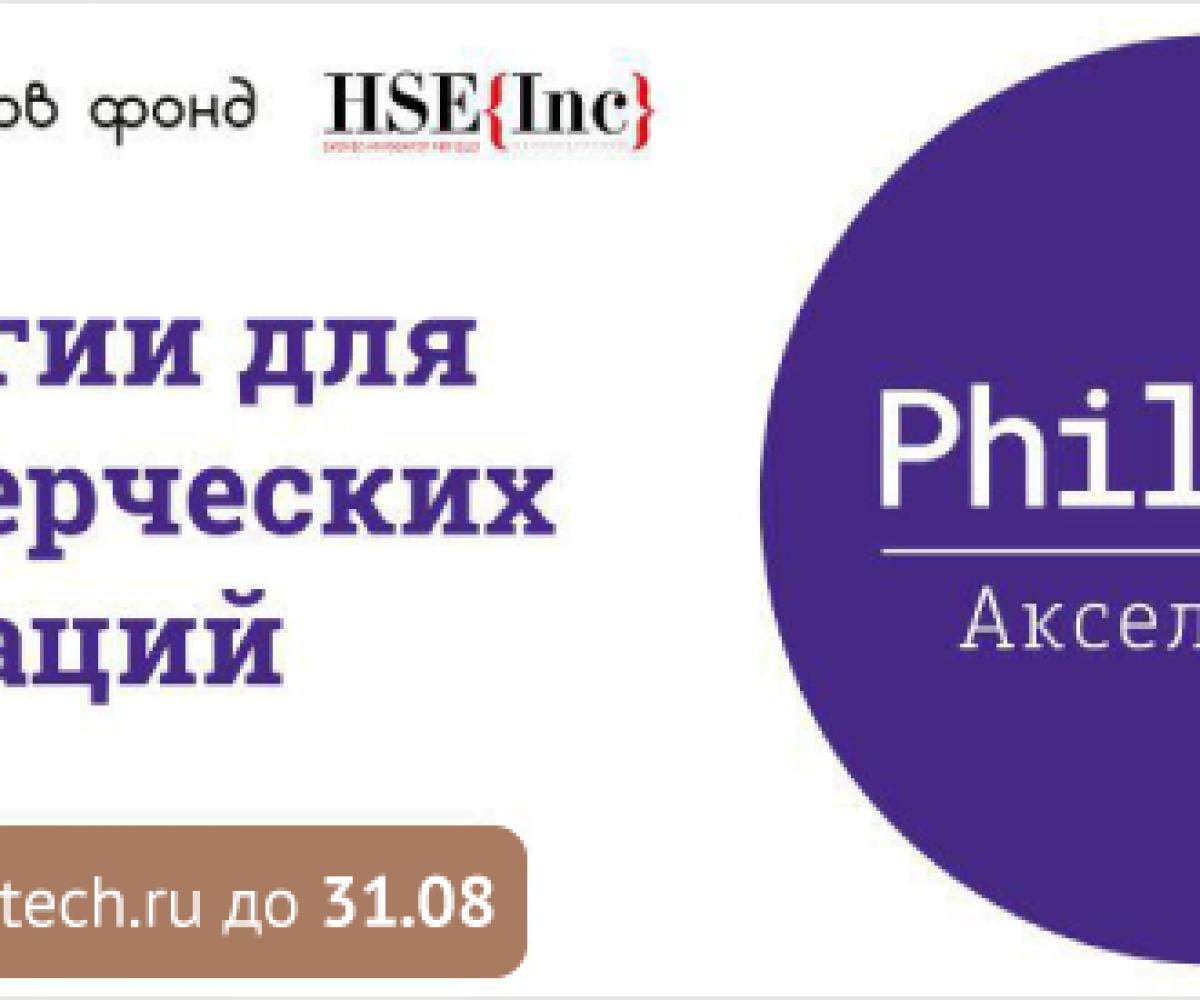 ов фонд HSE{Inc}
гии для
ерческих
аций
tech.ru до 31.08
Phil
Аксел